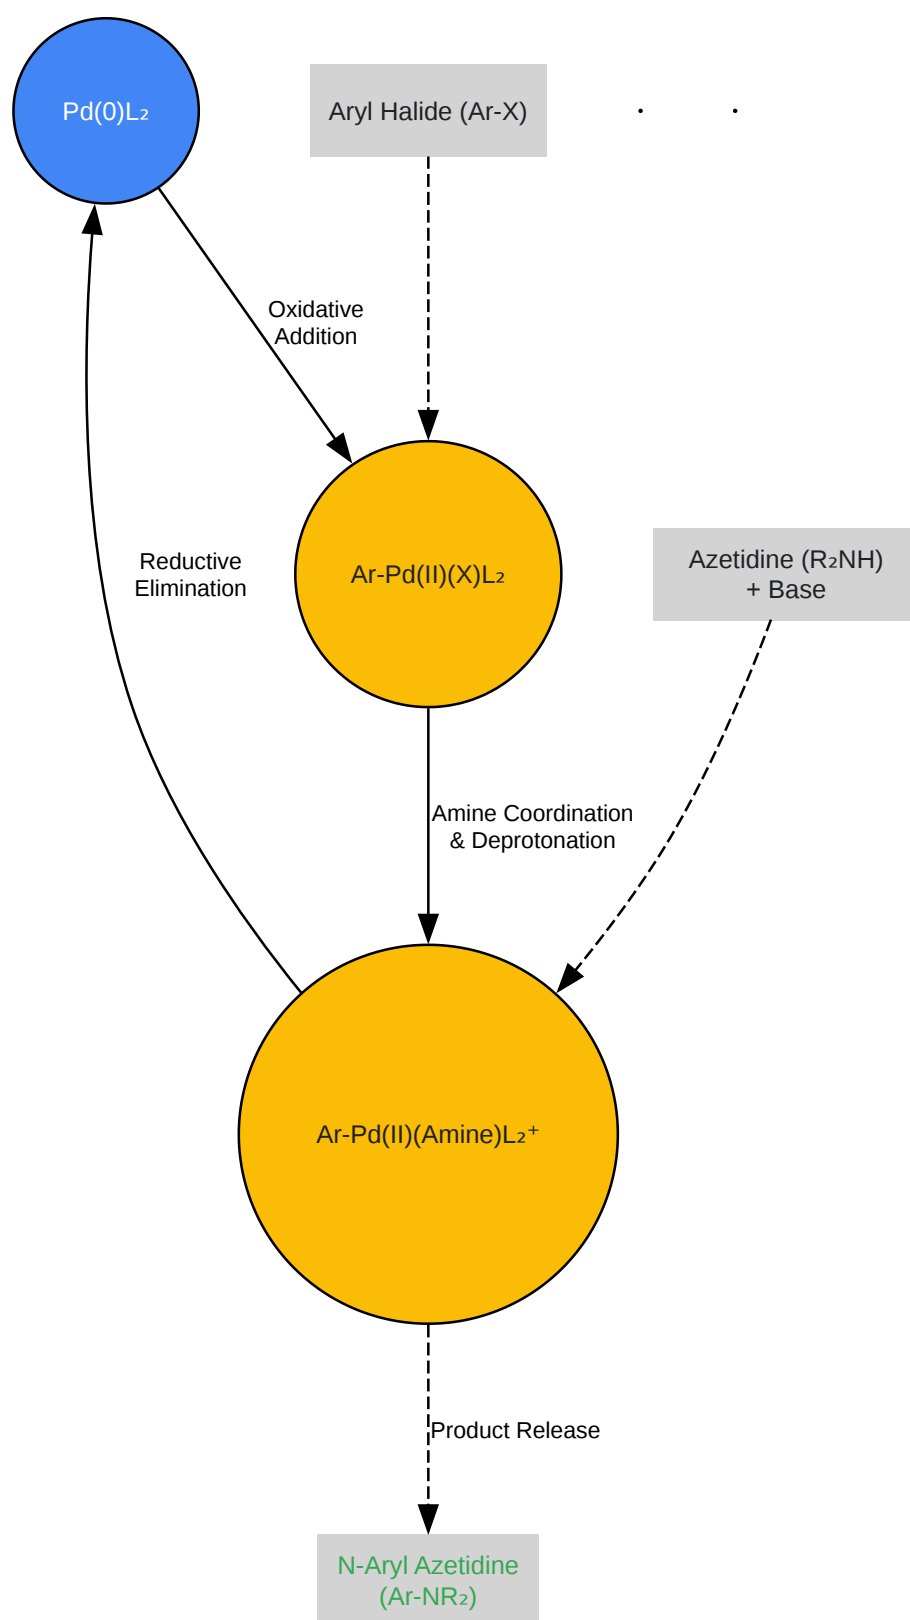 Pd(0)L₂
Aryl Halide (Ar-X)
Oxidative
Addition
Reductive
Elimination
Ar-Pd(II)(X)L₂
Azetidine (R₂NH)
+ Base
Amine Coordination
& Deprotonation
Ar-Pd(II)(Amine)L₂⁺
Product Release
N-Aryl Azetidine
(Ar-NR₂)